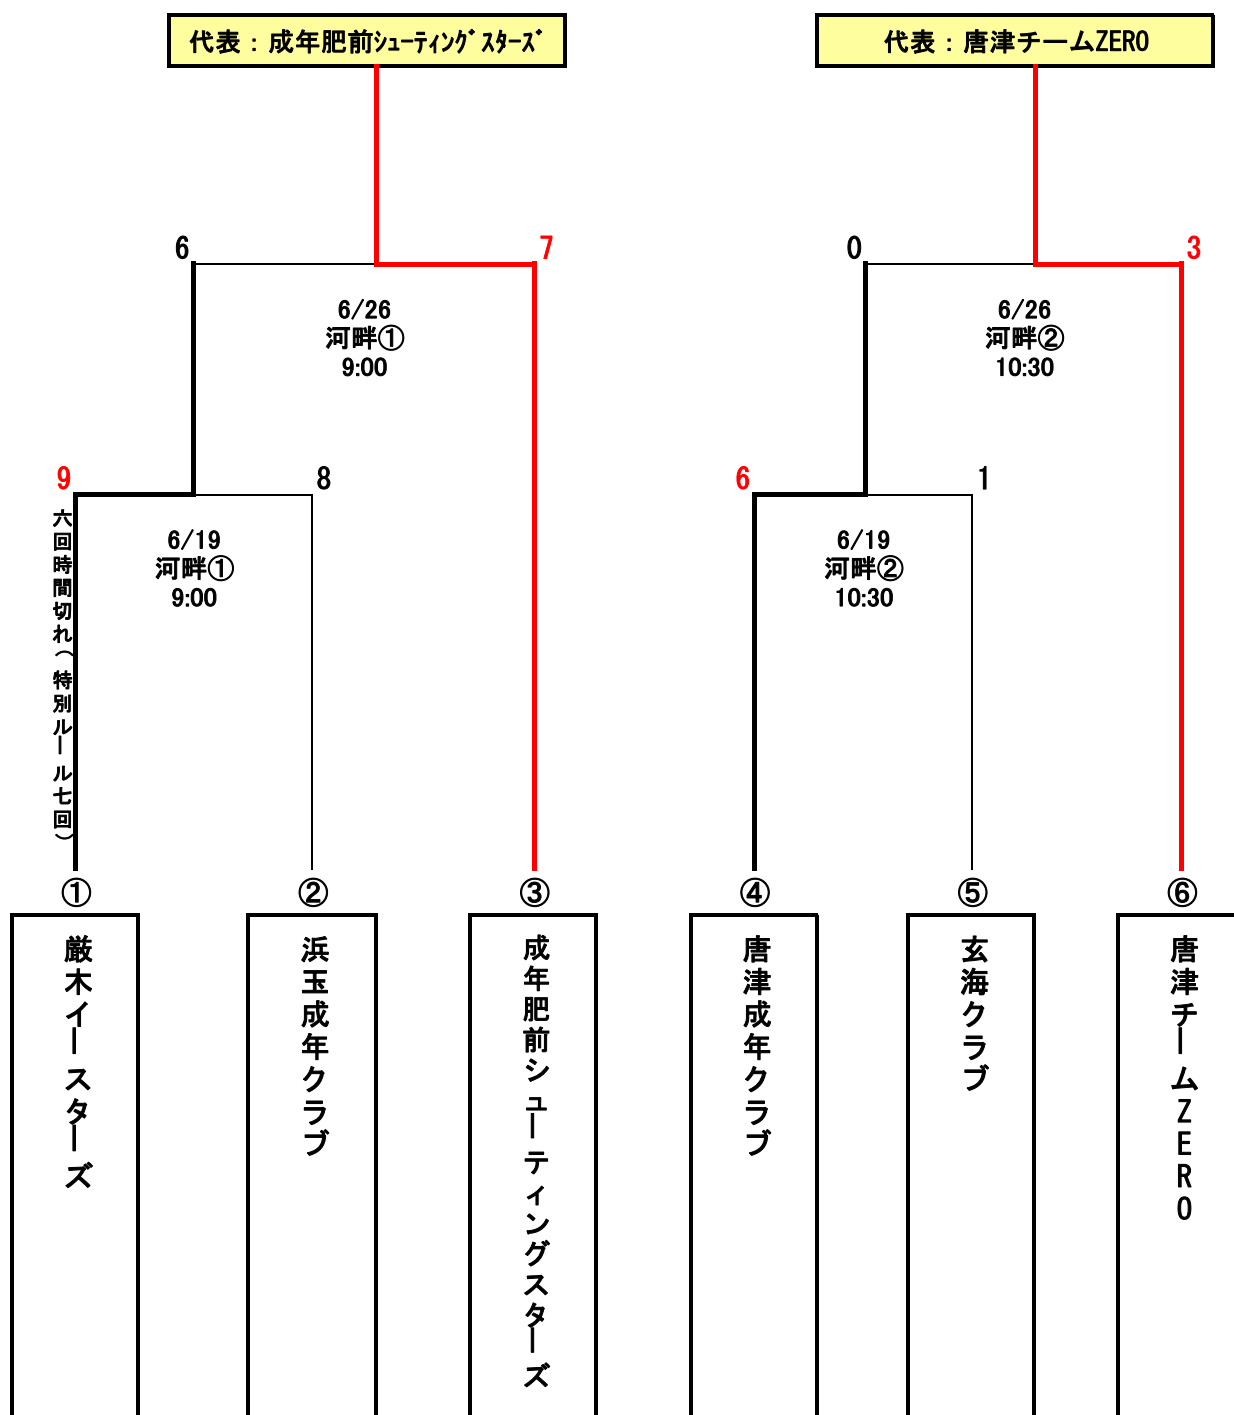 代表：成年肥前ｼｭｰﾃｨﾝｸﾞｽﾀｰｽﾞ
代表：唐津チームZERO
6
7
0
3
6/26
河畔①
9:00
6/26
河畔②
10:30
9
8
6
1
6/19
河畔①
9:00
6/19
河畔②
10:30
六回時間切れ（特別ルール七回）
①
②
③
④
⑤
⑥
厳木イースターズ
浜玉成年クラブ
成年肥前シューティングスターズ
唐津成年クラブ
玄海クラブ
唐津チームZERO